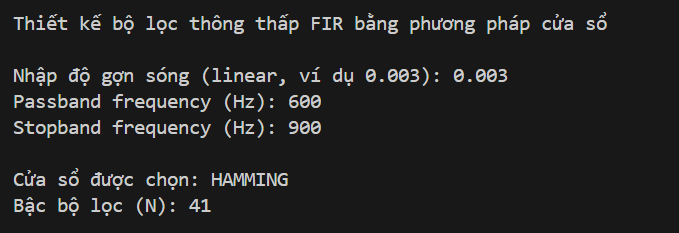 Thiết kế bộ lọc thông thấp FIR bằng phương pháp cửa sổ
Nhập độ gợn sóng (linear, ví dụ 0.003): 0.003
Passband frequency (Hz): 600
Stopband frequency (Hz): 900
Cửa sổ được chọn: HAMMING
Bậc bộ lọc (N): 41